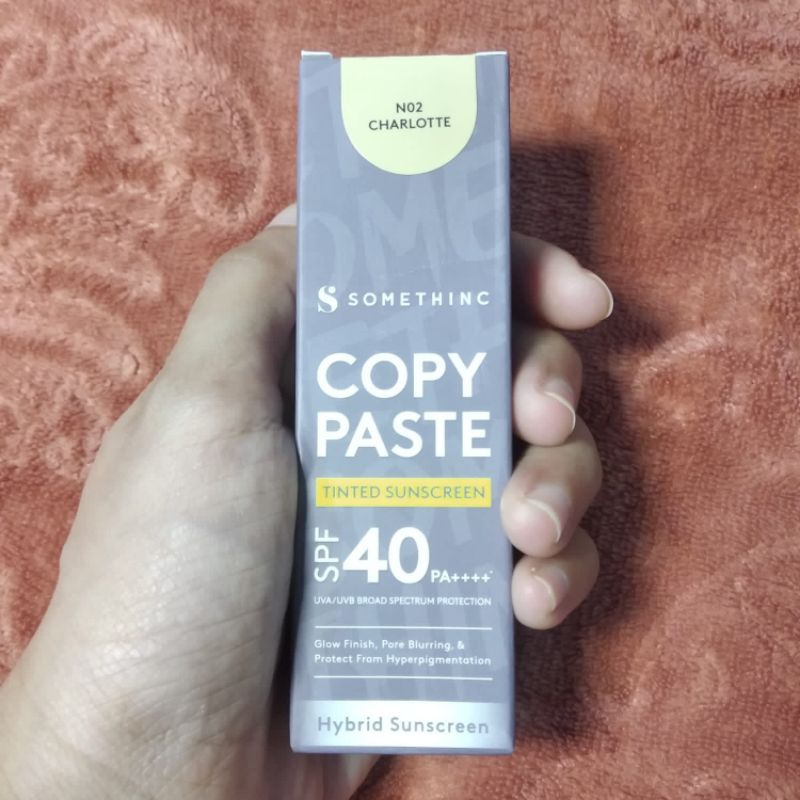 N02
CHARLOTTE
SOMETHINC
COPY
PASTE
TINTED SUNSCREEN
SPF 40 PA++++*
UVA/UVB BROAD SPECTRUM PROTECTION
Glow Finish, Pore Blurring, &
Protect From Hyperpigmentation
Hybrid Sunscreen